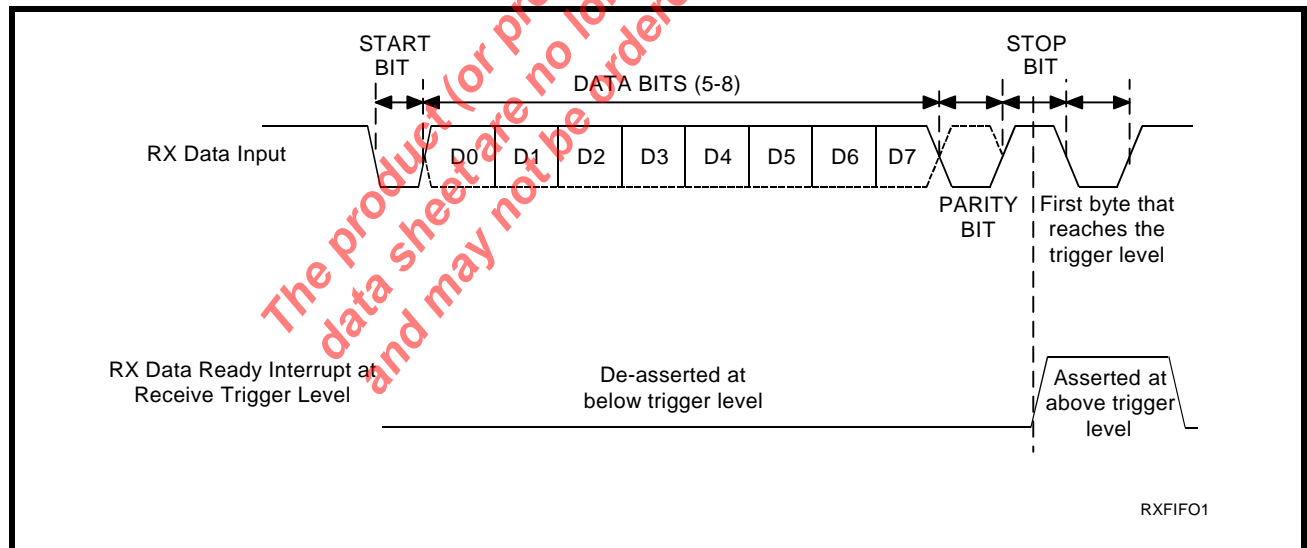 START
BIT
STOP
BIT
DATA BITS (5-8)
RX Data Input
D0 D1 D2 D3 D4 D5 D6 D7
PARITY
BIT
First byte that
reaches the
trigger level
RX Data Ready Interrupt at
Receive Trigger Level
De-asserted at
below trigger level
Asserted at
above trigger
level
RXFIFO1
The product (or
data sheet are no
and may not be